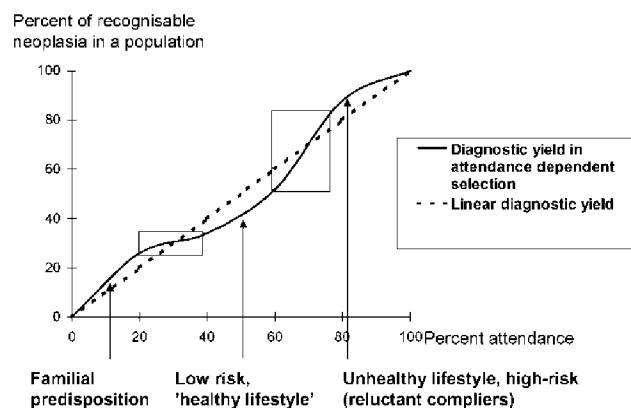 Percent of recognisable
neoplasia in a population
100
80
60
40
20
0
0 20 40 60 80 100 Percent attendance
Diagnostic yield in
attendance dependent
selection
Linear diagnostic yield
Familial
predisposition
Low risk,
'healthy lifestyle'
Unhealthy lifestyle, high-risk
(reluctant compliers)